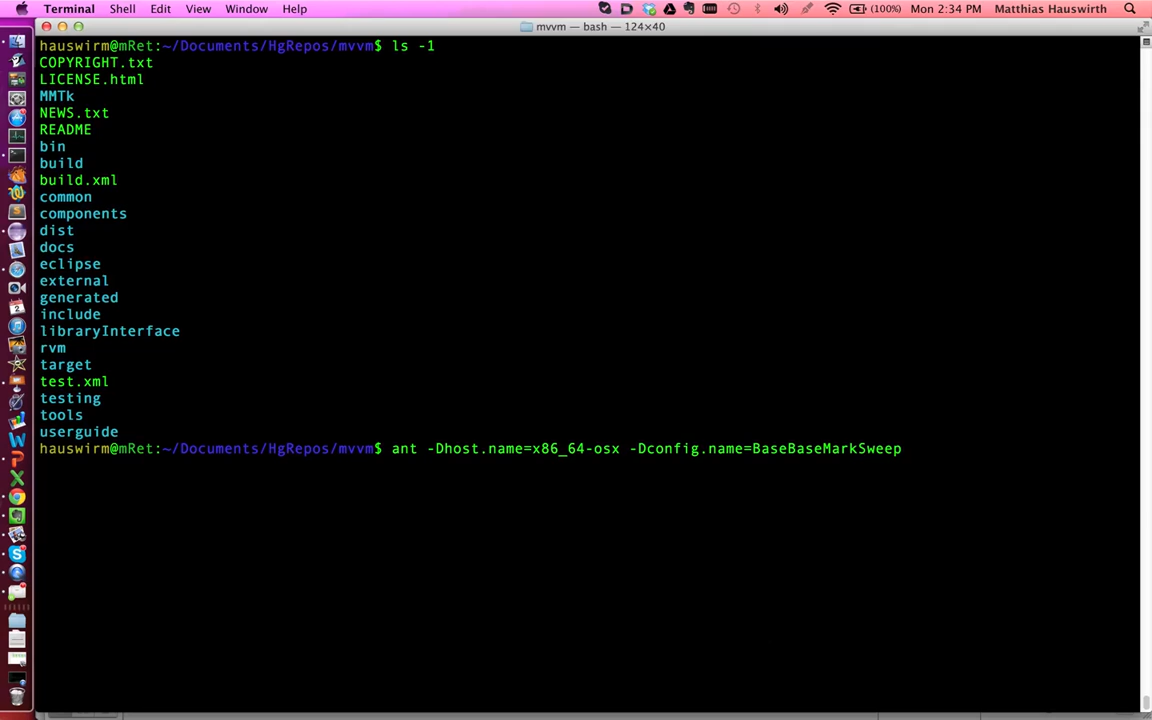 Terminal Shell Edit View Window Help (100%) Mon 2:34 PM Matthias Hauswirth
mvvm — bash — 124×40
hauswirm@mRet:~/Documents/HgRepos/mvvm$ ls -1
COPYRIGHT.txt
LICENSE.html
MMTk
NEWS.txt
README
bin
build
build.xml
common
components
dist
docs
eclipse
external
generated
include
libraryInterface
rvm
target
test.xml
testing
tools
userguide
hauswirm@mRet:~/Documents/HgRepos/mvvm$ ant -Dhost.name=x86_64-osx -Dconfig.name=BaseBaseMarkSweep